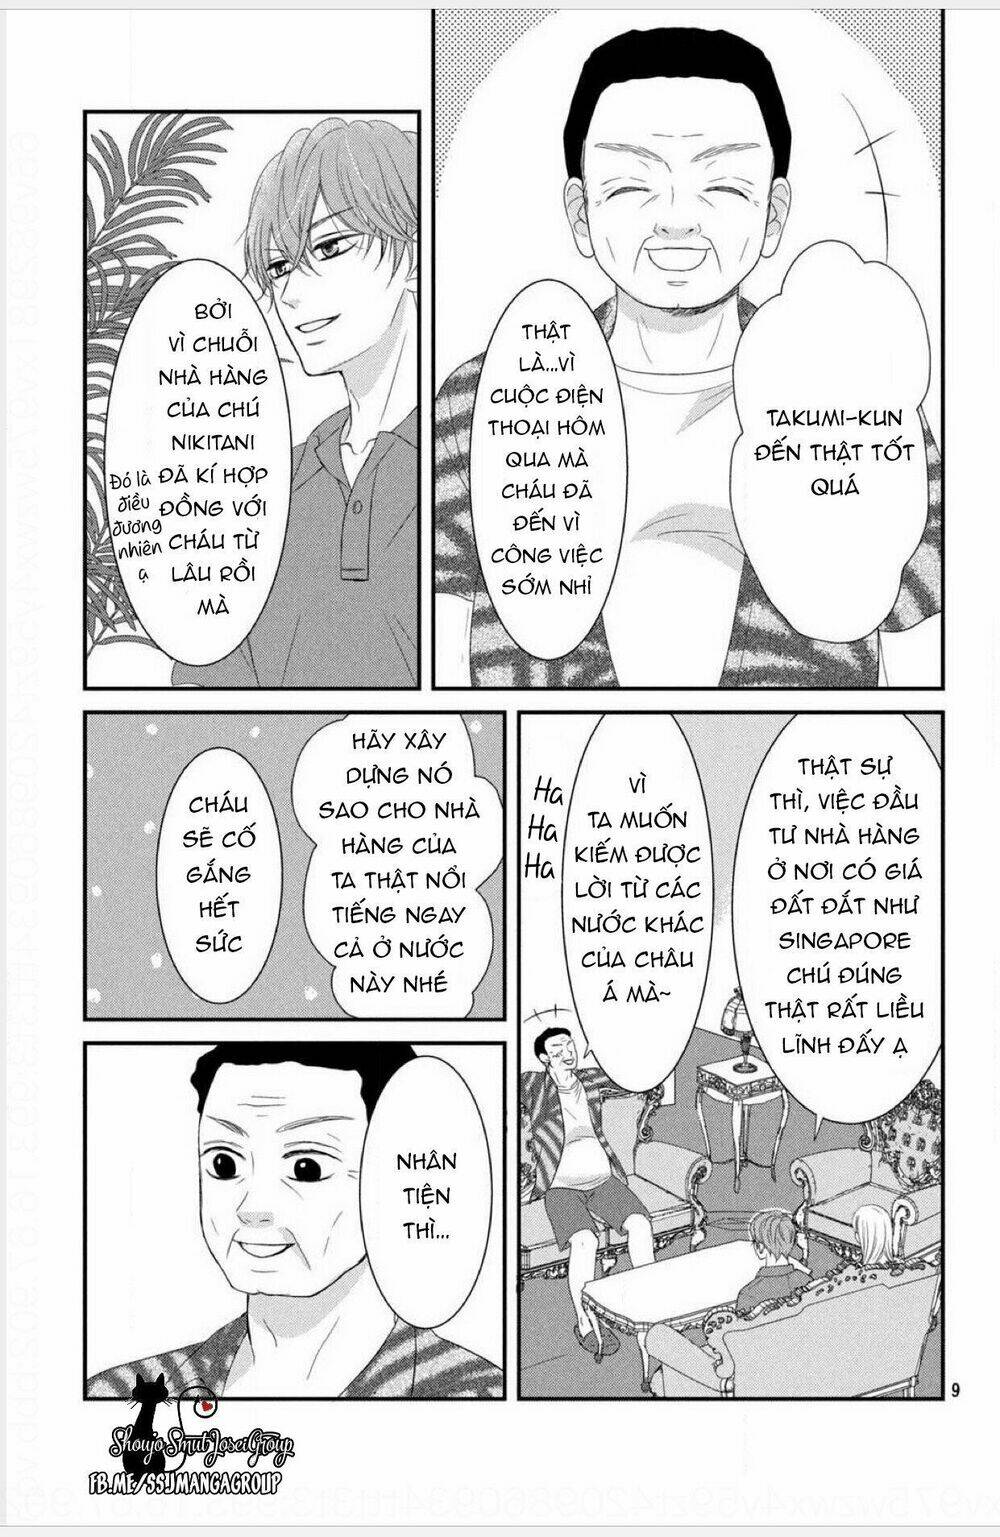 TAKUMI-KUN
ĐẾN THẬT TỐT
QUÁ
THẬT
LÀ...VÌ
CUỘC ĐIỆN
THOẠI HÔM
QUA MÀ
CHÁU ĐÃ
ĐẾN VÌ
CÔNG VIỆC
SỚM NHỈ
BỞI
VÌ CHUỖI
NHÀ HÀNG
CỦA CHÚ
NIKITANI
ĐÃ KÍ HỢP
ĐỒNG VỚI
CHÁU TỪ
LÂU RỒI
MÀ
Đó là
điều
đương
nhiên
ạ
THẬT SỰ
THÌ, VIỆC ĐẦU
TƯ NHÀ HÀNG
Ở NƠI CÓ GIÁ
ĐẤT ĐẮT NHƯ
SINGAPORE
CHÚ ĐÚNG
THẬT RẤT LIỀU
LĨNH ĐẤY Ạ
VÌ
TA MUỐN
KIẾM ĐƯỢC
LỜI TỪ CÁC
NƯỚC KHÁC
CỦA CHÂU
Á MÀ~
Ha
Ha
Ha
HÃY XÂY
DỰNG NÓ
SAO CHO NHÀ
HÀNG CỦA
TA THẬT NỔI
TIẾNG NGAY
CẢ Ở NƯỚC
NÀY NHÉ
CHÁU
SẼ CỐ
GẮNG
HẾT
SỨC
NHÂN
TIỆN
THÌ...
9
ShoujoSmutJoseiGroup
FB.ME/SSJMANGAGROUP